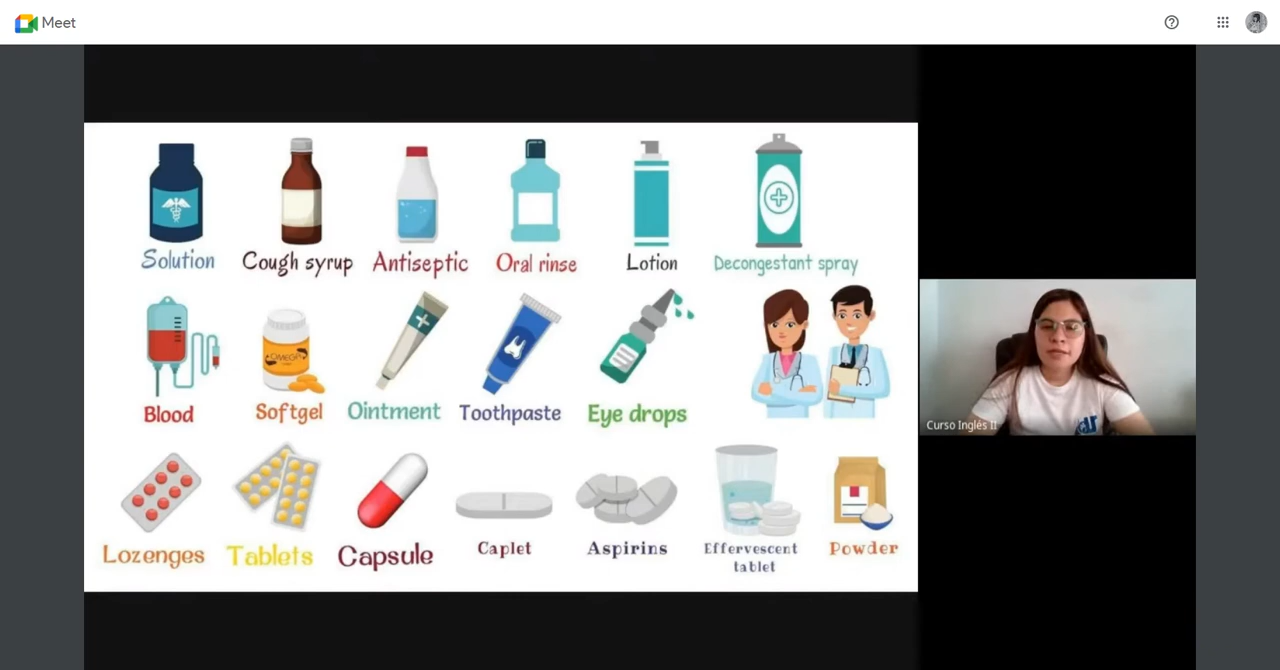 Meet
Solution
Cough syrup
Antiseptic
Oral rinse
Lotion
Decongestant spray
OMEGA
Blood
Softgel
Ointment
Toothpaste
Eye drops
Curso Inglés II
Lozenges
Tablets
Capsule
Caplet
Aspirins
Effervescent
tablet
Powder